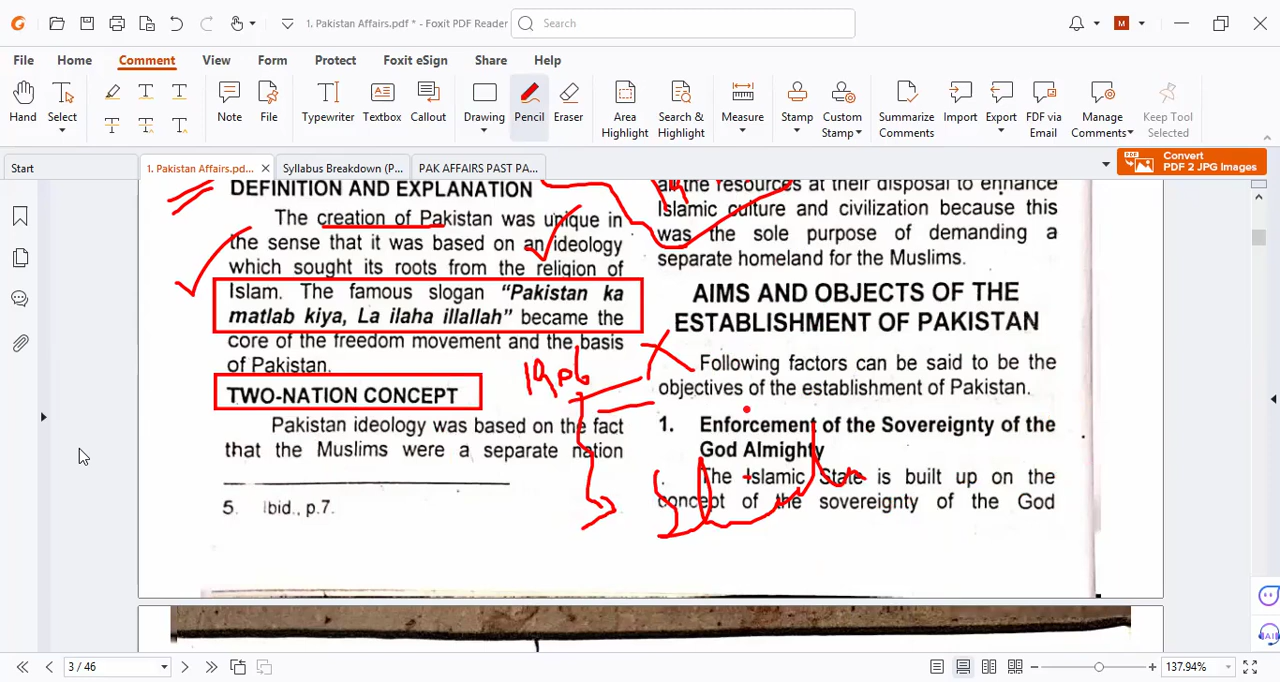 1. Pakistan Affairs.pdf * - Foxit PDF Reader
Search
M
File Home Comment View Form Protect Foxit eSign Share Help
Hand Select Note File Typewriter Textbox Callout Drawing Pencil Eraser Area Highlight Search & Highlight Measure Stamp Custom Stamp Summarize Comments Import Export FDF via Email Manage Comments Keep Tool Selected
Start
1. Pakistan Affairs.pd...
Syllabus Breakdown (P...
PAK AFFAIRS PAST PA...
Convert
PDF 2 JPG Images
DEFINITION AND EXPLANATION
The creation of Pakistan was unique in
the sense that it was based on an ideology
which sought its roots from the religion of
Islam. The famous slogan "Pakistan ka
matlab kiya, La ilaha illallah" became the
core of the freedom movement and the basis
of Pakistan.
1906
TWO-NATION CONCEPT
Pakistan ideology was based on the fact
that the Muslims were a separate nation
5. Ibid., p.7.
all the resources at their disposal to enhance
Islamic culture and civilization because this
was the sole purpose of demanding a
separate homeland for the Muslims.
AIMS AND OBJECTS OF THE
ESTABLISHMENT OF PAKISTAN
Following factors can be said to be the
objectives of the establishment of Pakistan.
1. Enforcement of the Sovereignty of the
God Almighty
The Islamic State is built up on the
concept of the sovereignty of the God
3 / 46
137.94%